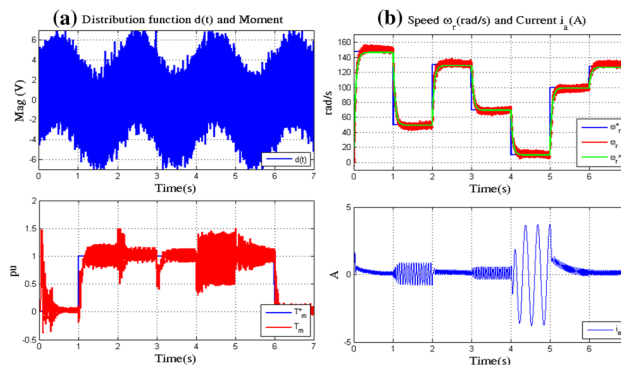 (a) Distribution function d(t) and Moment
Mag (V)
6
4
2
0
-2
-4
-6
d(t)
0 1 2 3 4 5 6 7
Time(s)
pu
2
1.5
1
0.5
0
-0.5
T*m
Tm
0 1 2 3 4 5 6 7
Time(s)
(b) Speed ωr(rad/s) and Current ia(A)
rad/s
160
140
120
100
80
60
40
20
0
ω*r
ωr
ωr^
0 1 2 3 4 5 6
Time(s)
A
5
0
-5
ia
0 1 2 3 4 5 6
Time(s)